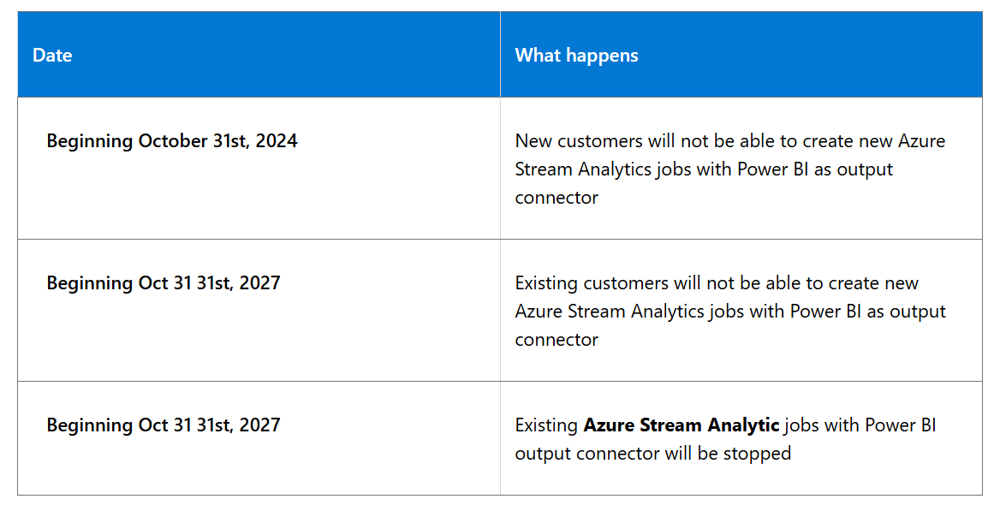 Date
What happens
Beginning October 31st, 2024
New customers will not be able to create new Azure
Stream Analytics jobs with Power BI as output
connector
Beginning Oct 31 31st, 2027
Existing customers will not be able to create new
Azure Stream Analytics jobs with Power BI as output
connector
Beginning Oct 31 31st, 2027
Existing Azure Stream Analytic jobs with Power BI
output connector will be stopped